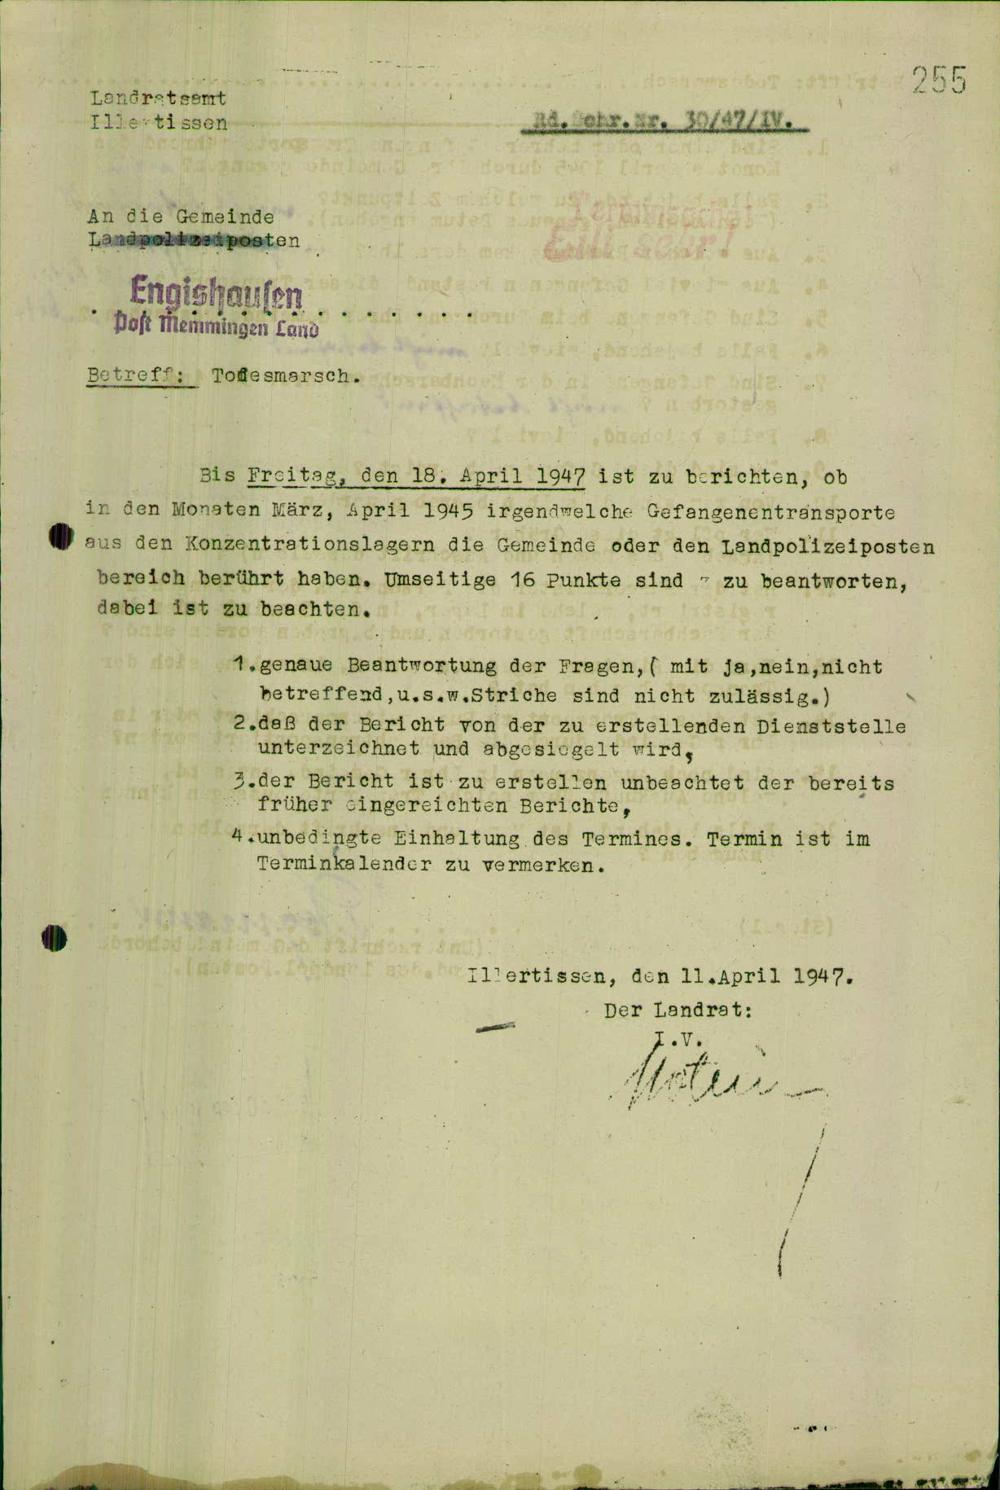 255
Landratsamt
Illertissen
Rd.Schr.Nr. 30/47/IV.
An die Gemeinde
Landpolizeiposten
Eilt sehr!
Engishausen
Post Memmingen Land
Betreff: Todesmarsch.
Bis Freitag, den 18. April 1947 ist zu berichten, ob
in den Monaten März, April 1945 irgendwelche Gefangenentransporte
aus den Konzentrationslagern die Gemeinde oder den Landpolizeiposten
bereich berührt haben. Umseitige 16 Punkte sind zu beantworten,
dabei ist zu beachten.
1.genaue Beantwortung der Fragen,( mit ja,nein,nicht
betreffend,u.s.w.Striche sind nicht zulässig.)
2.daß der Bericht von der zu erstellenden Dienststelle
unterzeichnet und abgesiegelt wird,
3.der Bericht ist zu erstellen unbeachtet der bereits
früher eingereichten Berichte,
4.unbedingte Einhaltung des Termines. Termin ist im
Terminkalender zu vermerken.
Illertissen, den 11.April 1947.
Der Landrat:
I.V.